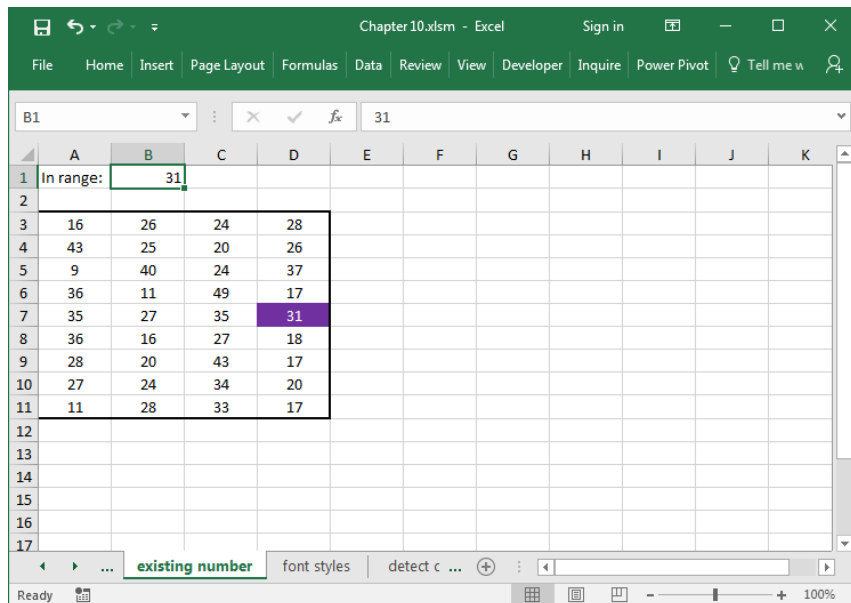 Chapter 10.xlsm - Excel Sign in
File Home Insert Page Layout Formulas Data Review View Developer Inquire Power Pivot Tell me w
B1 fx 31
A B C D E F G H I J K
1 In range: 31
2
3 16 26 24 28
4 43 25 20 26
5 9 40 24 37
6 36 11 49 17
7 35 27 35 31
8 36 16 27 18
9 28 20 43 17
10 27 24 34 20
11 11 28 33 17
12
13
14
15
16
17
... existing number font styles detect c ...
Ready 100%